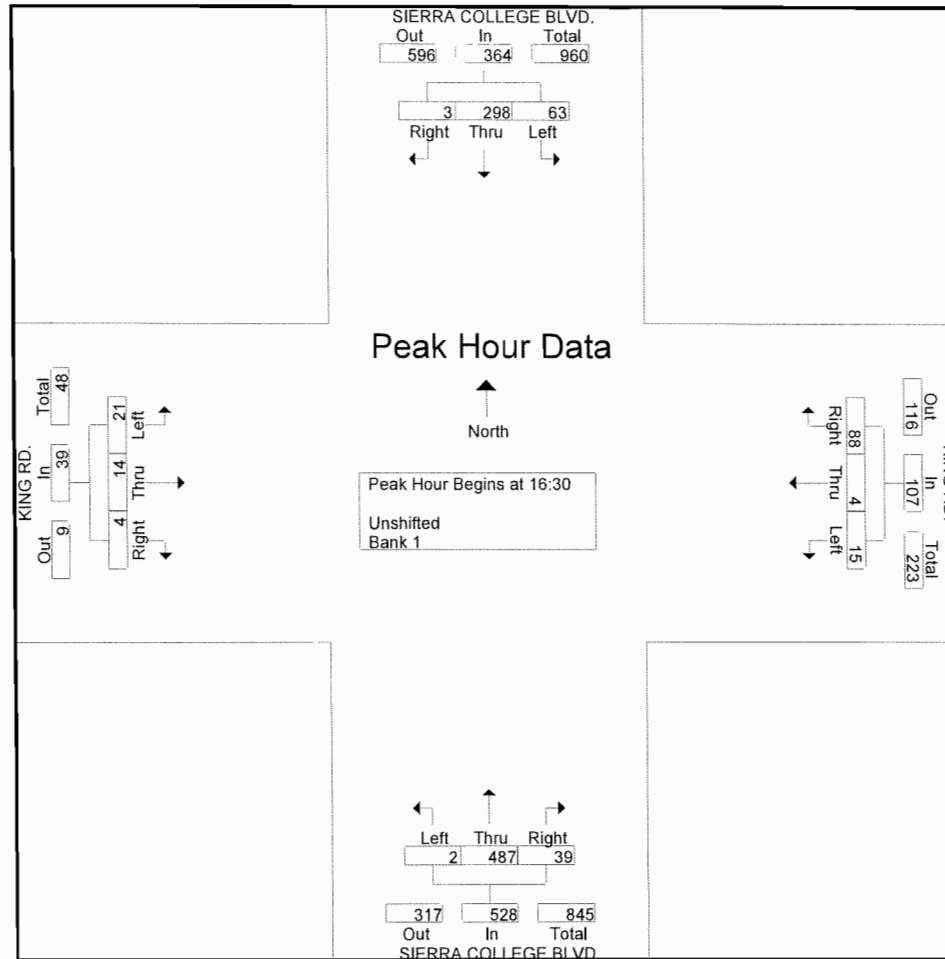 SIERRA COLLEGE BLVD.
Out In Total
596 364 960
3 298 63
Right Thru Left
Peak Hour Data
North
Peak Hour Begins at 16:30
Unshifted
Bank 1
KING RD.
Out In Total
9 39 48
4 14 21
Right Thru Left
Right Thru Left
88 4 15
Out In Total
116 107 223
Left Thru Right
2 487 39
317 528 845
Out In Total
SIERRA COLLEGE BLVD